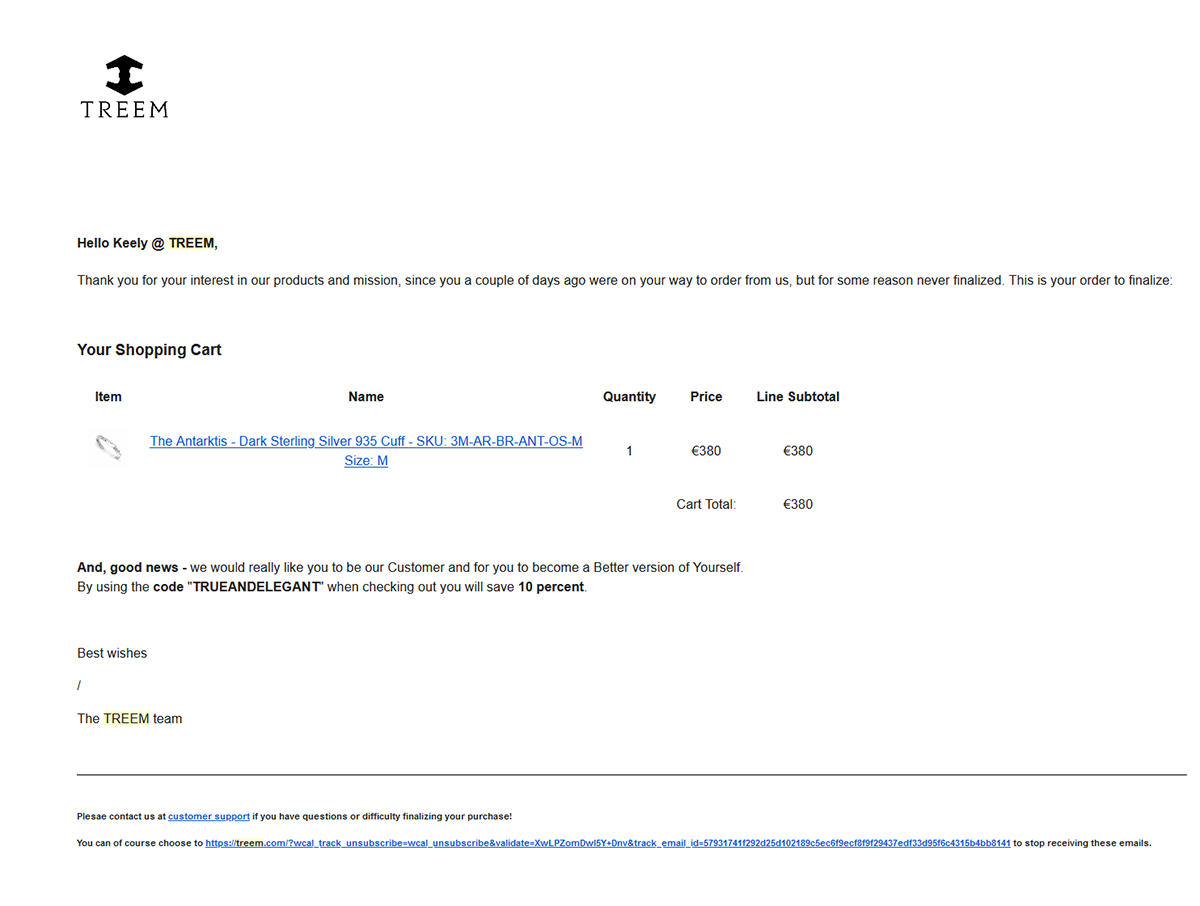 TREEM
Hello Keely @ TREEM,
Thank you for your interest in our products and mission, since you a couple of days ago were on your way to order from us, but for some reason never finalized. This is your order to finalize:
Your Shopping Cart
Item Name Quantity Price Line Subtotal
The Antarktis - Dark Sterling Silver 935 Cuff - SKU: 3M-AR-BR-ANT-OS-M
Size: M
1 €380 €380
Cart Total: €380
And, good news - we would really like you to be our Customer and for you to become a Better version of Yourself.
By using the code "TRUEANDELEGANT" when checking out you will save 10 percent.
Best wishes
/
The TREEM team
Plesae contact us at customer support if you have questions or difficulty finalizing your purchase!
You can of course choose to https://treem.com/?wcal_track_unsubscribe=wcal_unsubscribe&validate=XwLPZomDwI5Y+Dnv&track_email_id=57931741f292d25d102189c5ec6f9ecf8f9f29437edf33d95f6c4315b4bb8141 to stop receiving these emails.